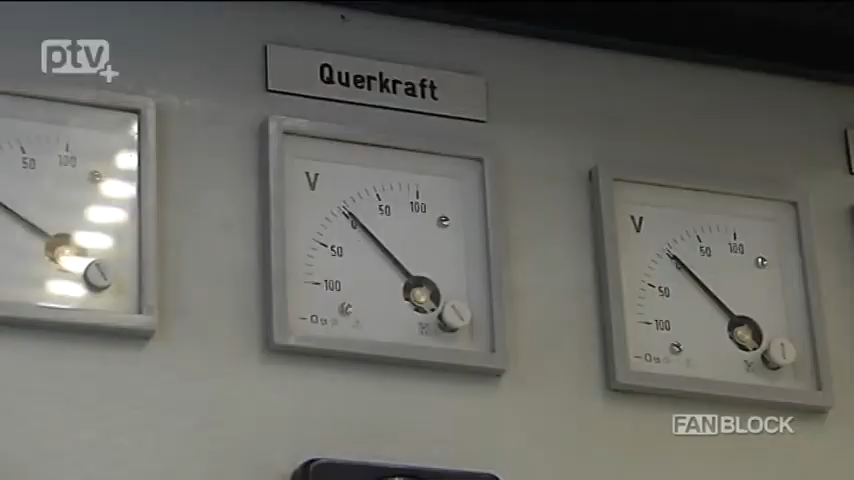 ptv+
Querkraft
50 100
V
0 50 100
50
100
V
0 50 100
50
100
FANBLOCK